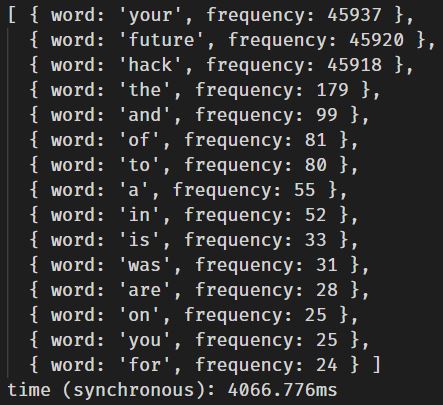 [ { word: 'your', frequency: 45937 },
{ word: 'future', frequency: 45920 },
{ word: 'hack', frequency: 45918 },
{ word: 'the', frequency: 179 },
{ word: 'and', frequency: 99 },
{ word: 'of', frequency: 81 },
{ word: 'to', frequency: 80 },
{ word: 'a', frequency: 55 },
{ word: 'in', frequency: 52 },
{ word: 'is', frequency: 33 },
{ word: 'was', frequency: 31 },
{ word: 'are', frequency: 28 },
{ word: 'on', frequency: 25 },
{ word: 'you', frequency: 25 },
{ word: 'for', frequency: 24 } ]
time (synchronous): 4066.776ms